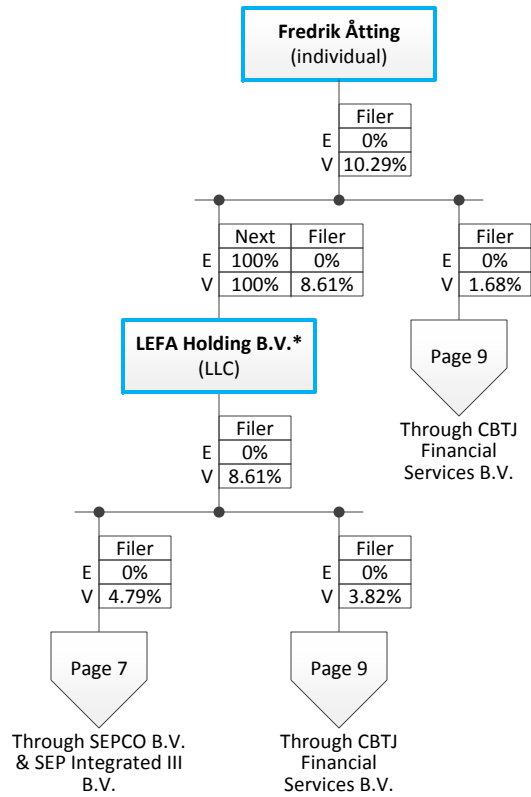 Fredrik Åtting
(individual)
Filer
E 0%
V 10.29%
Next Filer
E 100% 0%
V 100% 8.61%
Filer
E 0%
V 1.68%
LEFA Holding B.V.*
(LLC)
Page 9
Through CBTJ
Financial
Services B.V.
Filer
E 0%
V 8.61%
Filer
E 0%
V 4.79%
Filer
E 0%
V 3.82%
Page 7
Through SEPCO B.V.
& SEP Integrated III
B.V.
Page 9
Through CBTJ
Financial
Services B.V.